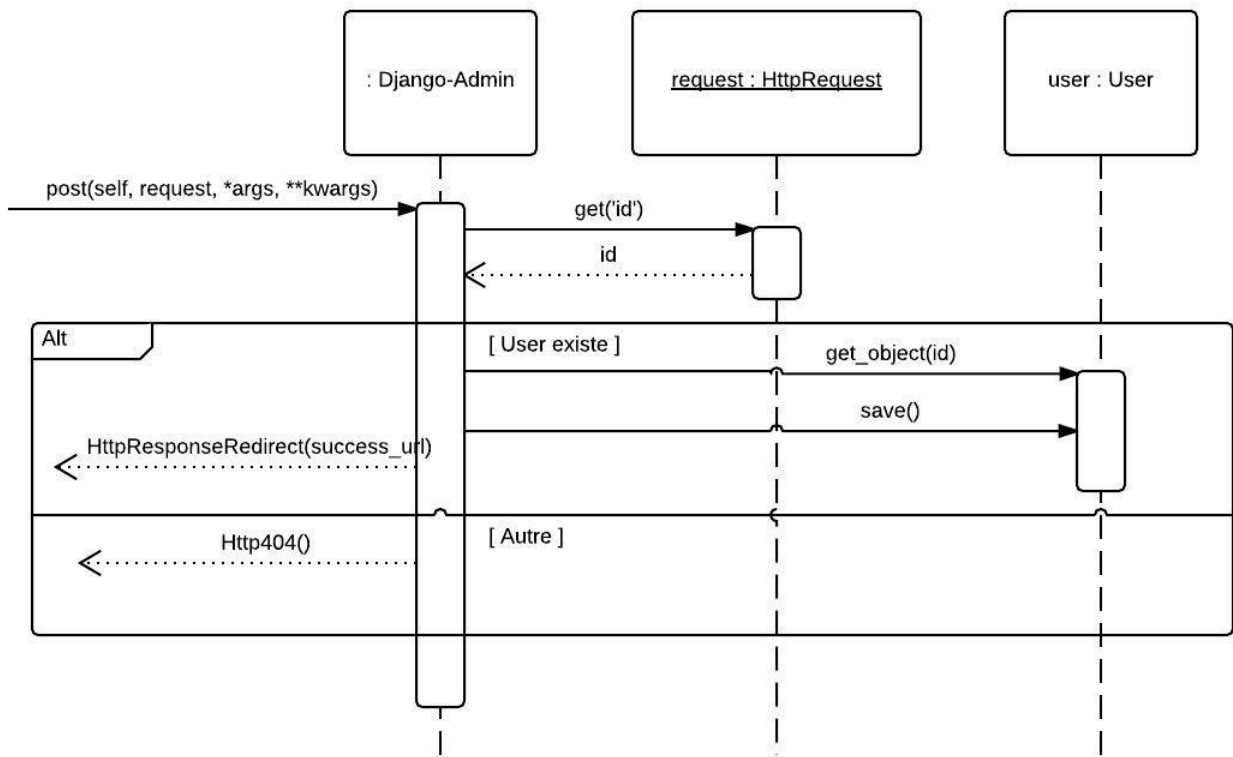 : Django-Admin
request : HttpRequest
user : User
post(self, request, *args, **kwargs)
get('id')
id
Alt
[ User existe ]
get_object(id)
save()
HttpResponseRedirect(success_url)
[ Autre ]
Http404()